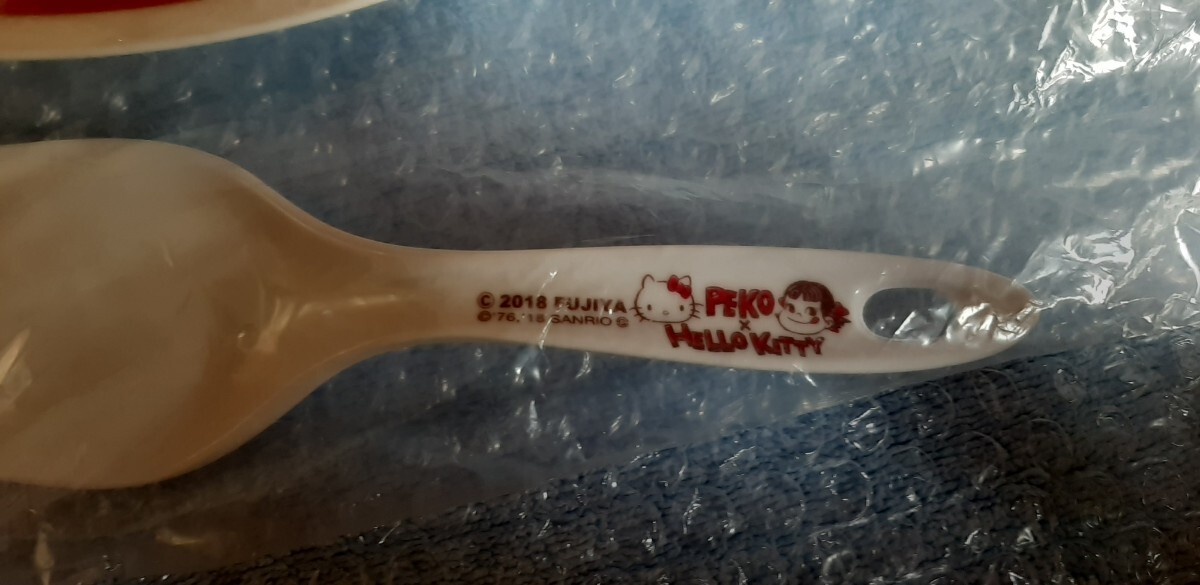 © 2018 FUJIYA
© '76, '18 SANRIO Ⓛ
PEKO
×
HELLO KITTY